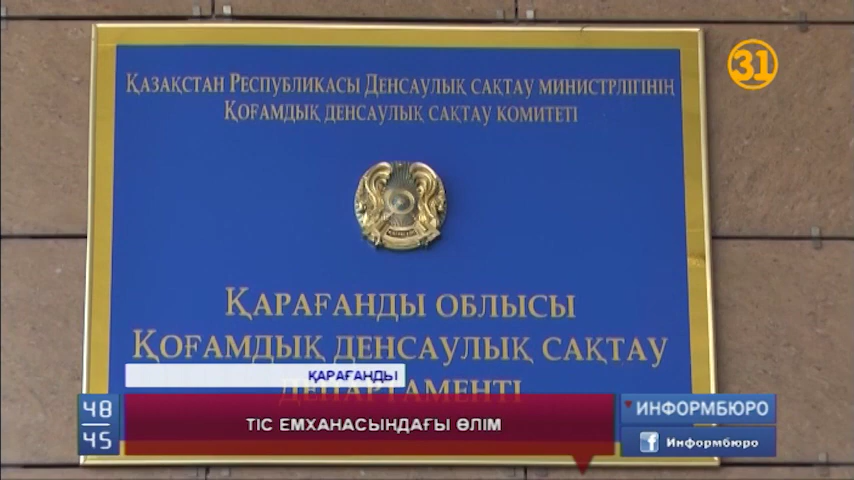 31
ҚАЗАҚСТАН РЕСПУБЛИКАСЫ ДЕНСАУЛЫҚ САҚТАУ МИНИСТРЛІГІНІҢ
ҚОҒАМДЫҚ ДЕНСАУЛЫҚ САҚТАУ КОМИТЕТІ
ҚАРАҒАНДЫ ОБЛЫСЫ
ҚОҒАМДЫҚ ДЕНСАУЛЫҚ САҚТАУ
ДЕПАРТАМЕНТІ
ҚАРАҒАНДЫ
48
45
ТІС ЕМХАНАСЫНДАҒЫ ӨЛІМ
ИНФОРМБЮРО
Информбюро